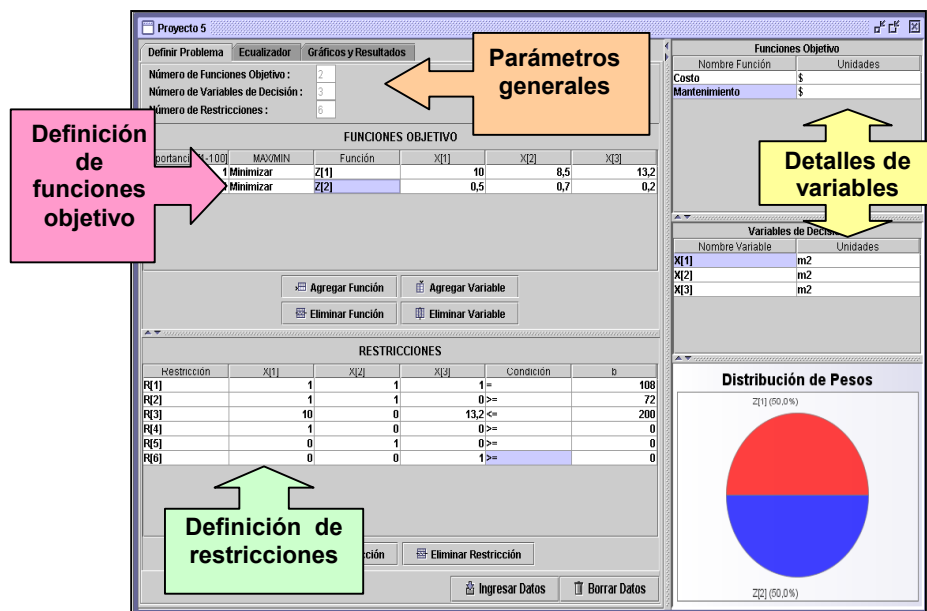 Proyecto 5
Definir Problema Ecualizador Gráficos y Resultados
Número de Funciones Objetivo : 2
Número de Variables de Decisión : 3
Número de Restricciones : 6
Parámetros
generales
Definición
de
funciones
objetivo
FUNCIONES OBJETIVO
[1-100] MAX/MIN Función X[1] X[2] X[3]
1 Minimizar Z[1] 10 8,5 13,2
Minimizar Z[2] 0,5 0,7 0,2
Agregar Función Agregar Variable
Eliminar Función Eliminar Variable
RESTRICCIONES
Restricción X[1] X[2] X[3] Condición b
R[1] 1 1 1 = 108
R[2] 1 1 0 >= 72
R[3] 10 0 13,2 <= 200
R[4] 1 0 0 >= 0
R[5] 0 1 0 >= 0
R[6] 0 0 1 >= 0
Definición de
restricciones
Eliminar Restricción
Ingresar Datos Borrar Datos
Funciones Objetivo
Nombre Función Unidades
Costo $
Mantenimiento $
Detalles de
variables
Variables de
Nombre Variable Unidades
X[1] m2
X[2] m2
X[3] m2
Distribución de Pesos
Z[1] (50,0%)
Z[2] (50,0%)